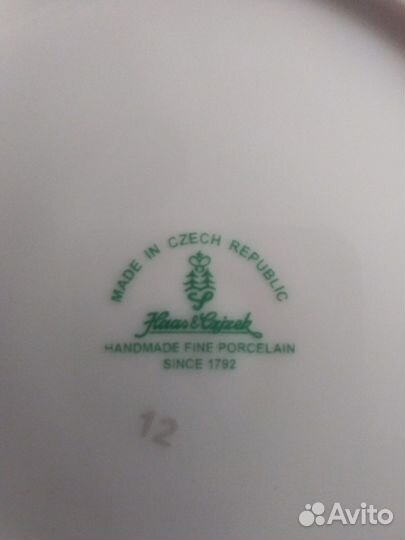 MADE IN CZECH REPUBLIC
S
Haas & Czjzek
HANDMADE FINE PORCELAIN
SINCE 1792
12
Avito